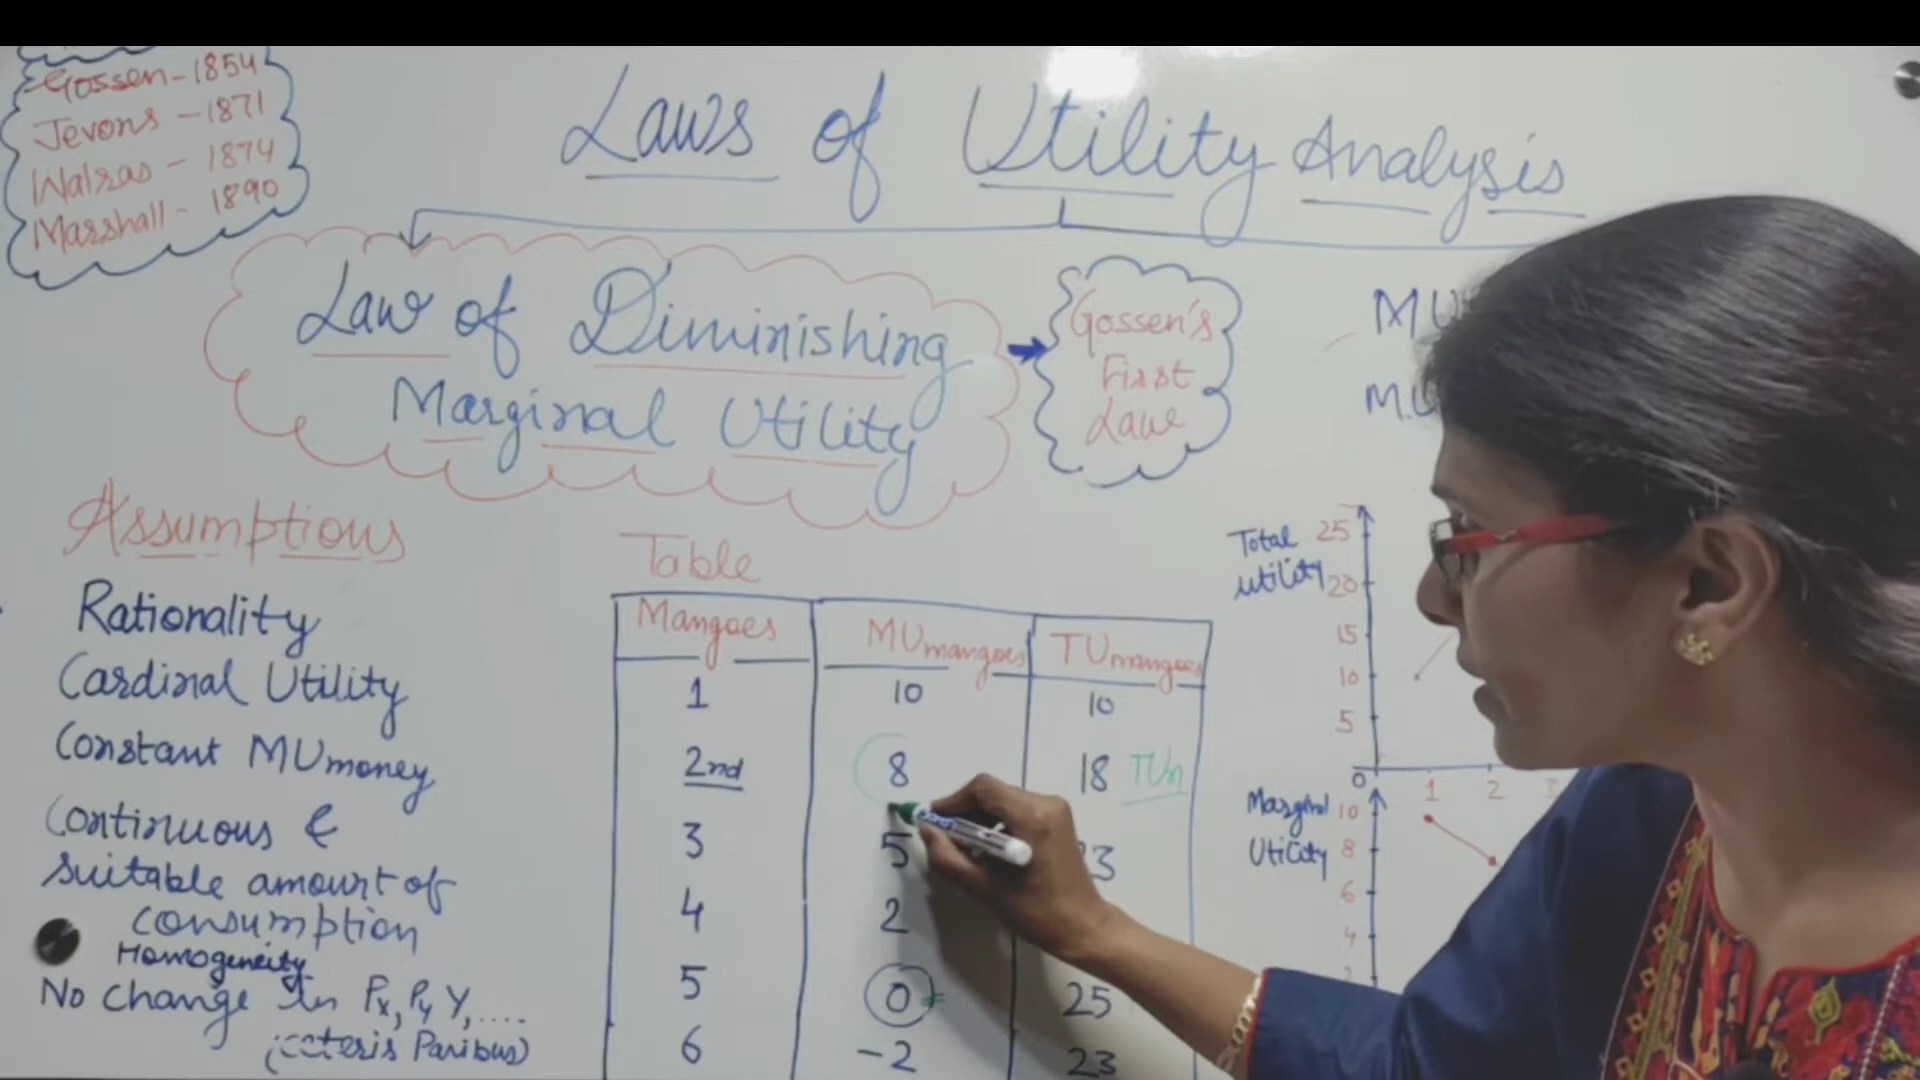 Gossen - 1854
Jevons - 1871
Walras - 1874
Marshall - 1890
Laws of Utility Analysis
Law of Diminishing
Marginal Utility
Gossen's
First
Law
MU
MU
Assumptions
Rationality
Cardinal Utility
Constant MUmoney
Continuous &
suitable amount of
consumption
Homogeneity
No change in Px, Py Y, ....
(ceteris Paribus)
Table
Mangoes MUmangoes TUmangoes
1 10 10
2nd 8 18 TUn
3 5
4 2
5 0 25
6 -2 23
Total
utility
25
20
15
10
5
0
1 2
Marginal
Utility
10
8
6
4
2